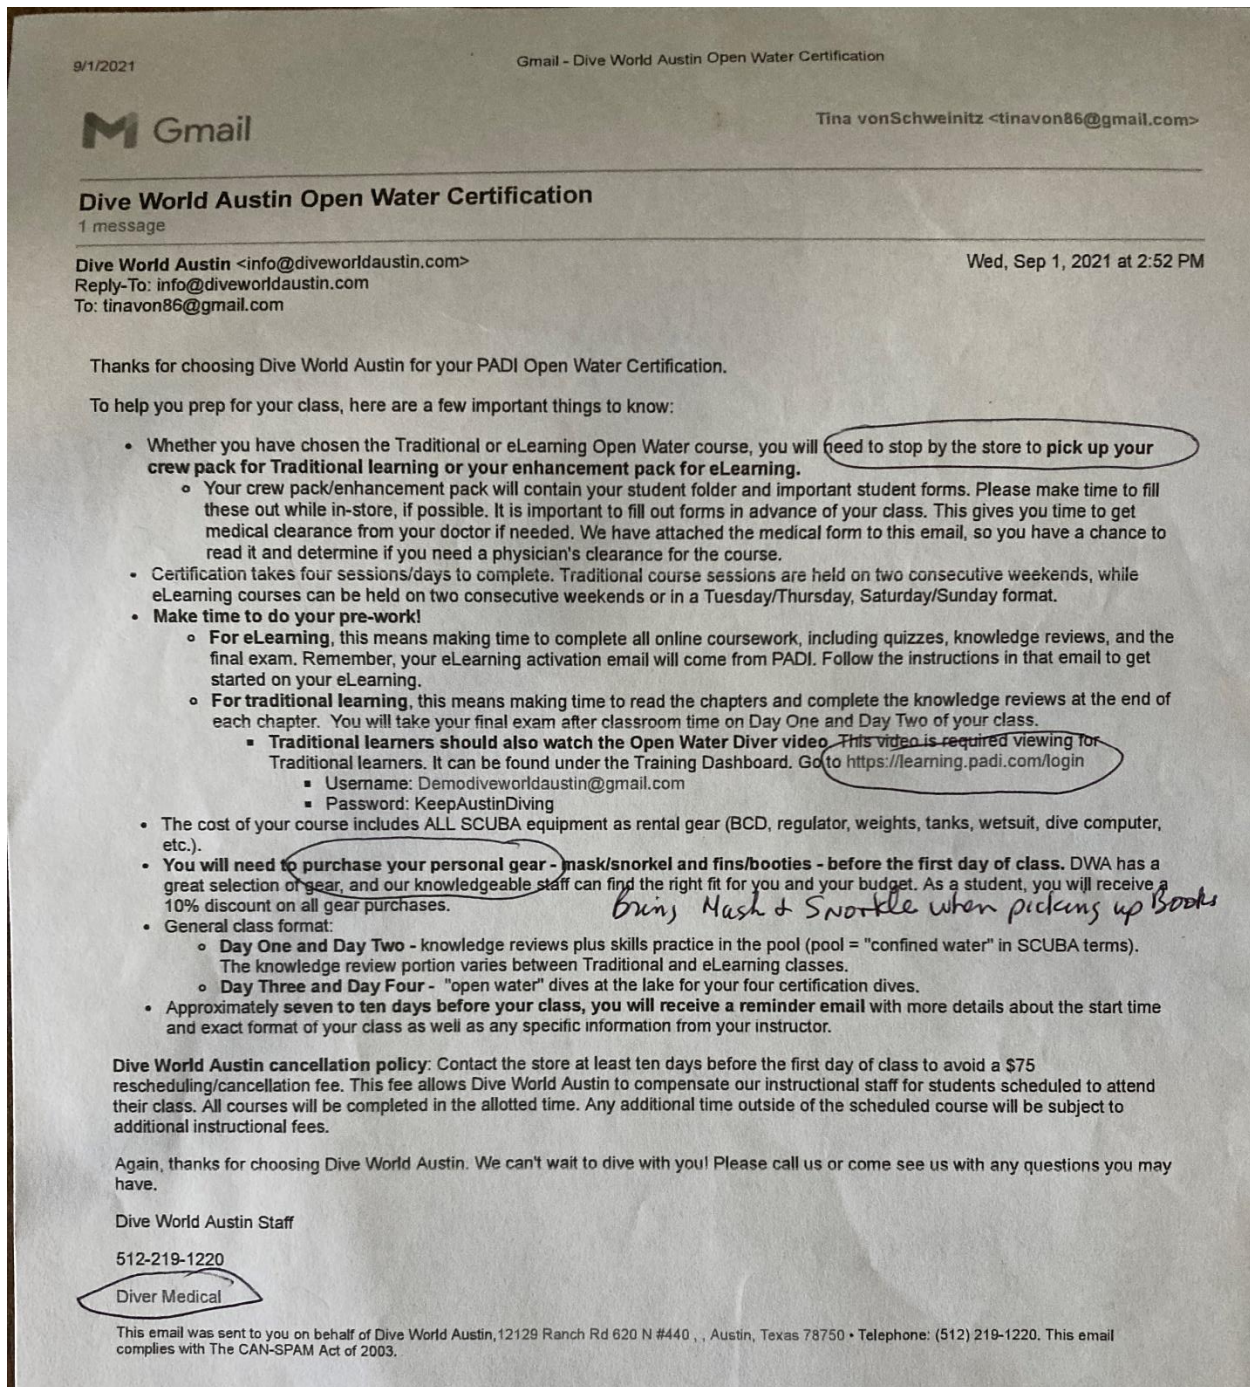 9/1/2021
Gmail - Dive World Austin Open Water Certification
Gmail
Tina vonSchweinitz <tinavon86@gmail.com>
Dive World Austin Open Water Certification
1 message
Dive World Austin <info@diveworldaustin.com>
Wed, Sep 1, 2021 at 2:52 PM
Reply-To: info@diveworldaustin.com
To: tinavon86@gmail.com
Thanks for choosing Dive World Austin for your PADI Open Water Certification.
To help you prep for your class, here are a few important things to know:
• Whether you have chosen the Traditional or eLearning Open Water course, you will need to stop by the store to pick up your
crew pack for Traditional learning or your enhancement pack for eLearning.
o Your crew pack/enhancement pack will contain your student folder and important student forms. Please make time to fill
these out while in-store, if possible. It is important to fill out forms in advance of your class. This gives you time to get
medical clearance from your doctor if needed. We have attached the medical form to this email, so you have a chance to
read it and determine if you need a physician's clearance for the course.
• Certification takes four sessions/days to complete. Traditional course sessions are held on two consecutive weekends, while
eLearning courses can be held on two consecutive weekends or in a Tuesday/Thursday, Saturday/Sunday format.
• Make time to do your pre-work!
o For eLearning, this means making time to complete all online coursework, including quizzes, knowledge reviews, and the
final exam. Remember, your eLearning activation email will come from PADI. Follow the instructions in that email to get
started on your eLearning.
o For traditional learning, this means making time to read the chapters and complete the knowledge reviews at the end of
each chapter. You will take your final exam after classroom time on Day One and Day Two of your class.
▪ Traditional learners should also watch the Open Water Diver video. This video is required viewing for
Traditional learners. It can be found under the Training Dashboard. Go to https://learning.padi.com/login
▪ Username: Demodiveworldaustin@gmail.com
▪ Password: KeepAustinDiving
• The cost of your course includes ALL SCUBA equipment as rental gear (BCD, regulator, weights, tanks, wetsuit, dive computer,
etc.).
• You will need to purchase your personal gear - mask/snorkel and fins/booties - before the first day of class. DWA has a
great selection of gear, and our knowledgeable staff can find the right fit for you and your budget. As a student, you will receive a
10% discount on all gear purchases.
Bring Mask & Snorkle when picking up Books
• General class format:
o Day One and Day Two - knowledge reviews plus skills practice in the pool (pool = "confined water" in SCUBA terms).
The knowledge review portion varies between Traditional and eLearning classes.
o Day Three and Day Four - "open water" dives at the lake for your four certification dives.
• Approximately seven to ten days before your class, you will receive a reminder email with more details about the start time
and exact format of your class as well as any specific information from your instructor.
Dive World Austin cancellation policy: Contact the store at least ten days before the first day of class to avoid a $75
rescheduling/cancellation fee. This fee allows Dive World Austin to compensate our instructional staff for students scheduled to attend
their class. All courses will be completed in the allotted time. Any additional time outside of the scheduled course will be subject to
additional instructional fees.
Again, thanks for choosing Dive World Austin. We can't wait to dive with you! Please call us or come see us with any questions you may
have.
Dive World Austin Staff
512-219-1220
Diver Medical
This email was sent to you on behalf of Dive World Austin,12129 Ranch Rd 620 N #440 , , Austin, Texas 78750 • Telephone: (512) 219-1220. This email
complies with The CAN-SPAM Act of 2003.